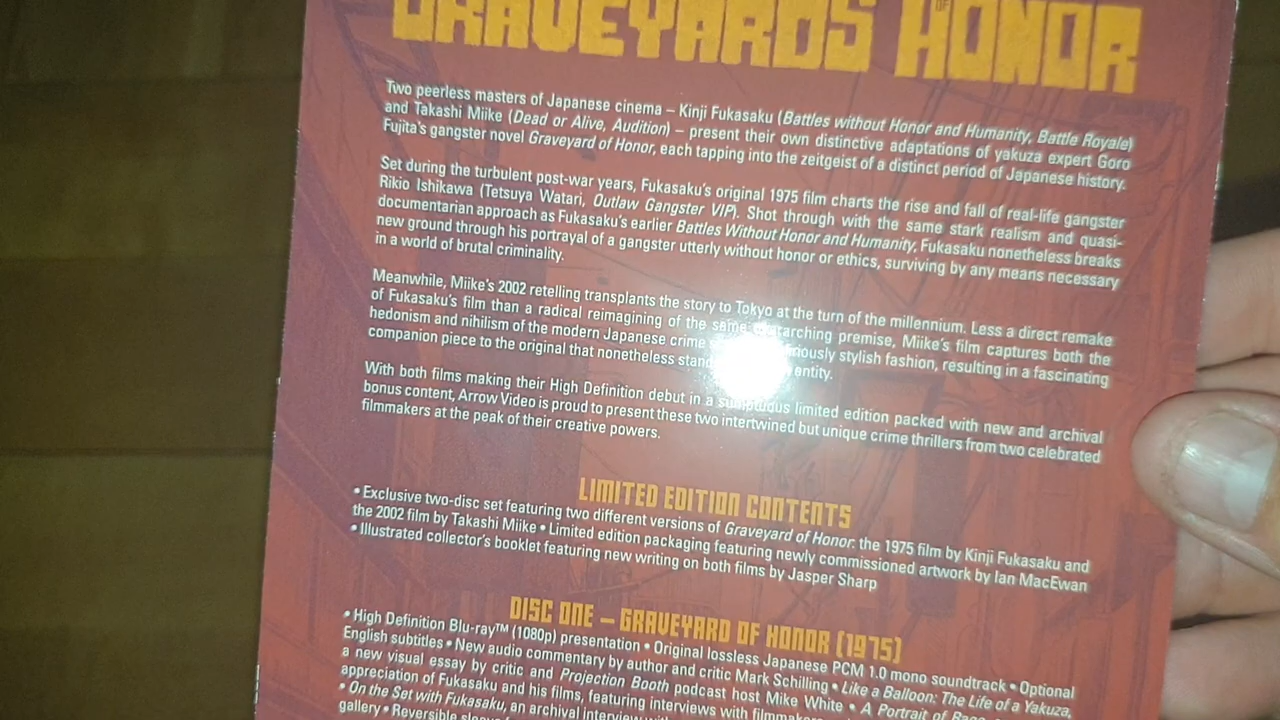 GRAVEYARDS OF HONOR
Two peerless masters of Japanese cinema – Kinji Fukasaku (Battles without Honor and Humanity, Battle Royale)
and Takashi Miike (Dead or Alive, Audition) – present their own distinctive adaptations of yakuza expert Goro
Fujita's gangster novel Graveyard of Honor, each tapping into the zeitgeist of a distinct period of Japanese history.
Set during the turbulent post-war years, Fukasaku's original 1975 film charts the rise and fall of real-life gangster
Rikio Ishikawa (Tetsuya Watari, Outlaw Gangster VIP). Shot through with the same stark realism and quasi-
documentarian approach as Fukasaku's earlier Battles Without Honor and Humanity, Fukasaku nonetheless breaks
new ground through his portrayal of a gangster utterly without honor or ethics, surviving by any means necessary
in a world of brutal criminality.
Meanwhile, Miike's 2002 retelling transplants the story to Tokyo at the turn of the millennium. Less a direct remake
of Fukasaku's film than a radical reimagining of the same overarching premise, Miike's film captures both the
hedonism and nihilism of the modern Japanese crime stylish fashion, resulting in a fascinating
companion piece to the original that nonetheless entity.
With both films making their High Definition debut in a sumptuous limited edition packed with new and archival
bonus content, Arrow Video is proud to present these two intertwined but unique crime thrillers from two celebrated
filmmakers at the peak of their creative powers.
LIMITED EDITION CONTENTS
• Exclusive two-disc set featuring two different versions of Graveyard of Honor: the 1975 film by Kinji Fukasaku and
the 2002 film by Takashi Miike • Limited edition packaging featuring newly commissioned artwork by Ian MacEwan
• Illustrated collector's booklet featuring new writing on both films by Jasper Sharp
DISC ONE – GRAVEYARD OF HONOR (1975)
• High Definition Blu-ray™ (1080p) presentation • Original lossless Japanese PCM 1.0 mono soundtrack • Optional
English subtitles • New audio commentary by author and critic Mark Schilling • Like a Balloon: The Life of a Yakuza,
a new visual essay by critic and Projection Booth podcast host Mike White • A Portrait of Rage,
appreciation of Fukasaku and his films, featuring interviews with
• On the Set with Fukasaku, an archival interview
gallery • Reversible